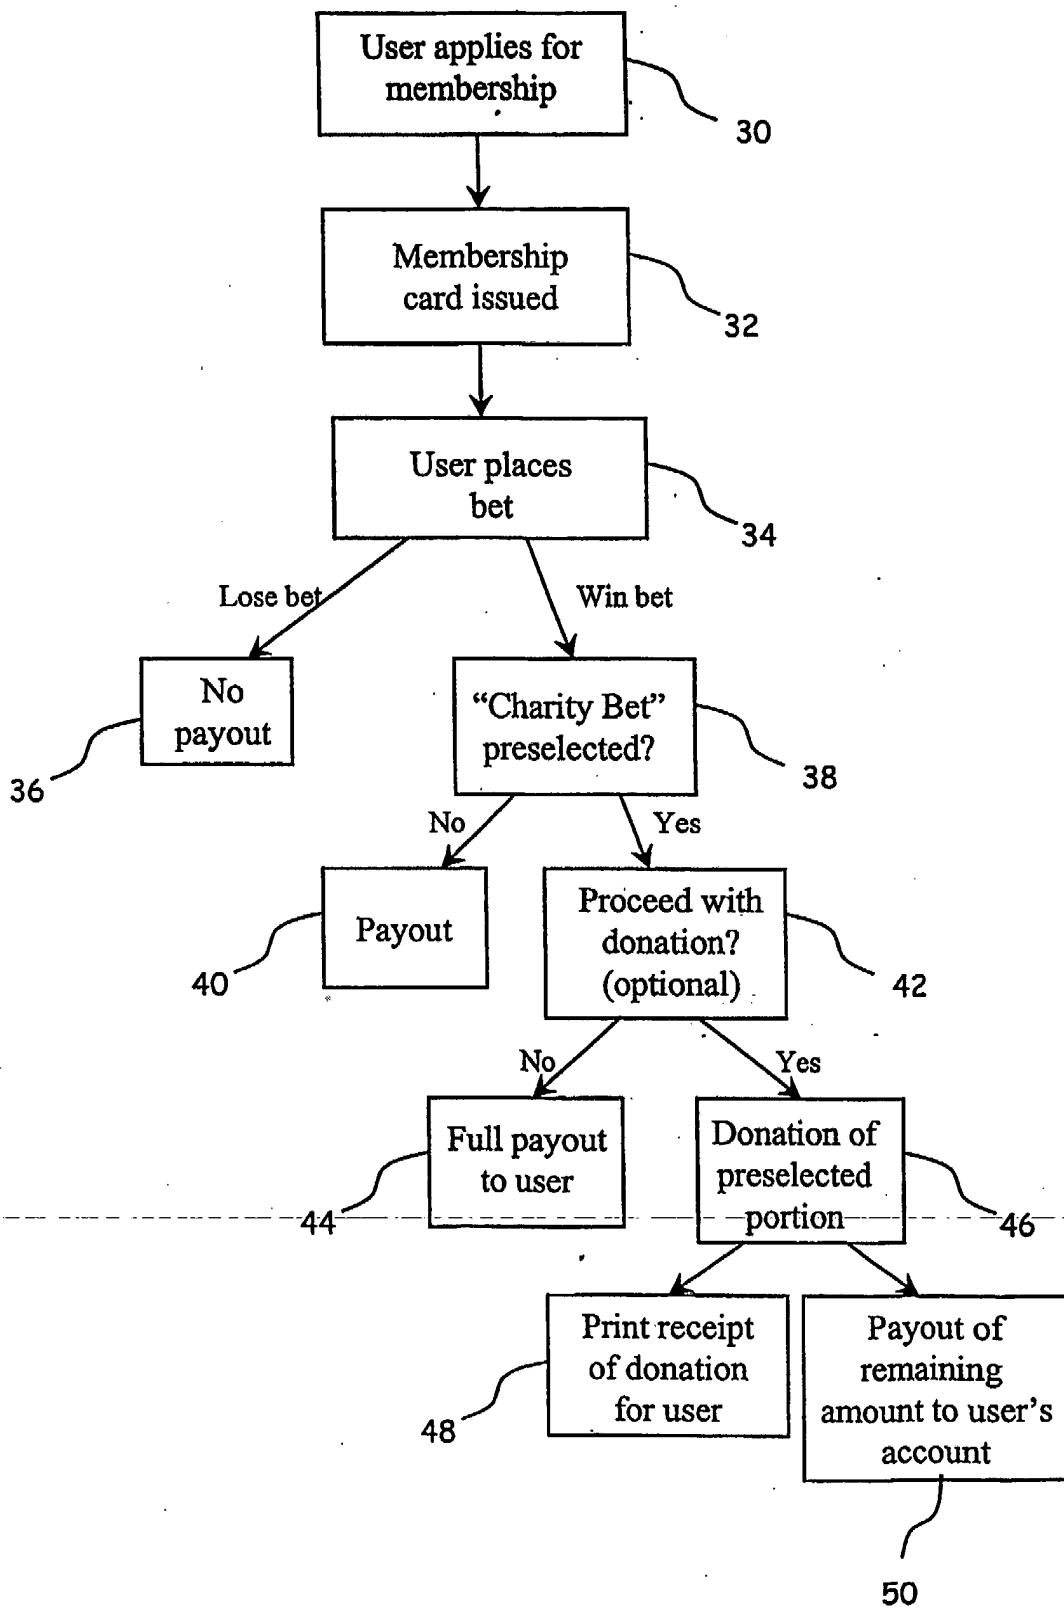 User applies for
membership
30
Membership
card issued
32
User places
bet
34
Lose bet
Win bet
No
payout
36
“Charity Bet”
preselected?
38
No
Yes
Payout
40
Proceed with
donation?
(optional)
42
No
Yes
Full payout
to user
44
Donation of
preselected
portion
46
Print receipt
of donation
for user
48
Payout of
remaining
amount to user’s
account
50